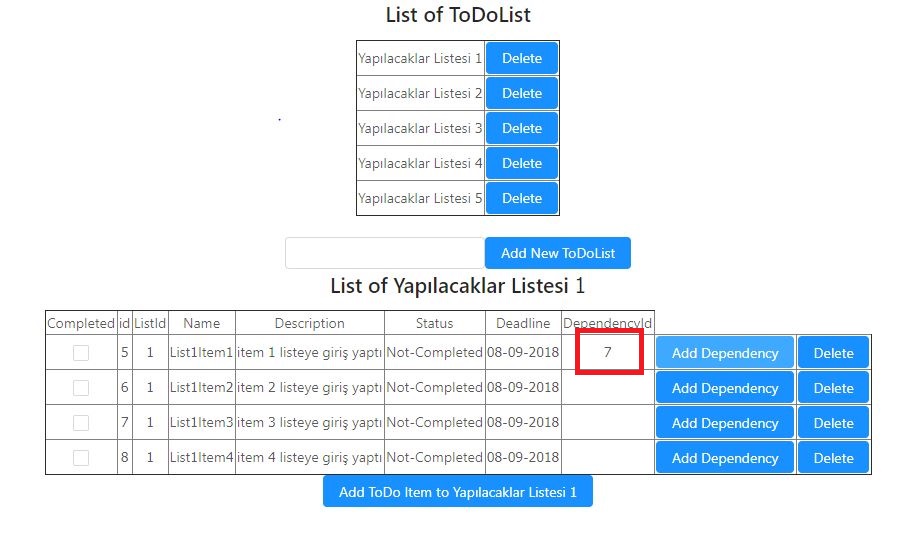 List of ToDoList
Yapılacaklar Listesi 1 Delete
Yapılacaklar Listesi 2 Delete
Yapılacaklar Listesi 3 Delete
Yapılacaklar Listesi 4 Delete
Yapılacaklar Listesi 5 Delete
Add New ToDoList
List of Yapılacaklar Listesi 1
Completed id ListId Name Description Status Deadline DependencyId
5 1 List1Item1 item 1 listeye giriş yaptı Not-Completed 08-09-2018 7 Add Dependency Delete
6 1 List1Item2 item 2 listeye giriş yaptı Not-Completed 08-09-2018 Add Dependency Delete
7 1 List1Item3 item 3 listeye giriş yaptı Not-Completed 08-09-2018 Add Dependency Delete
8 1 List1Item4 item 4 listeye giriş yaptı Not-Completed 08-09-2018 Add Dependency Delete
Add ToDo Item to Yapılacaklar Listesi 1